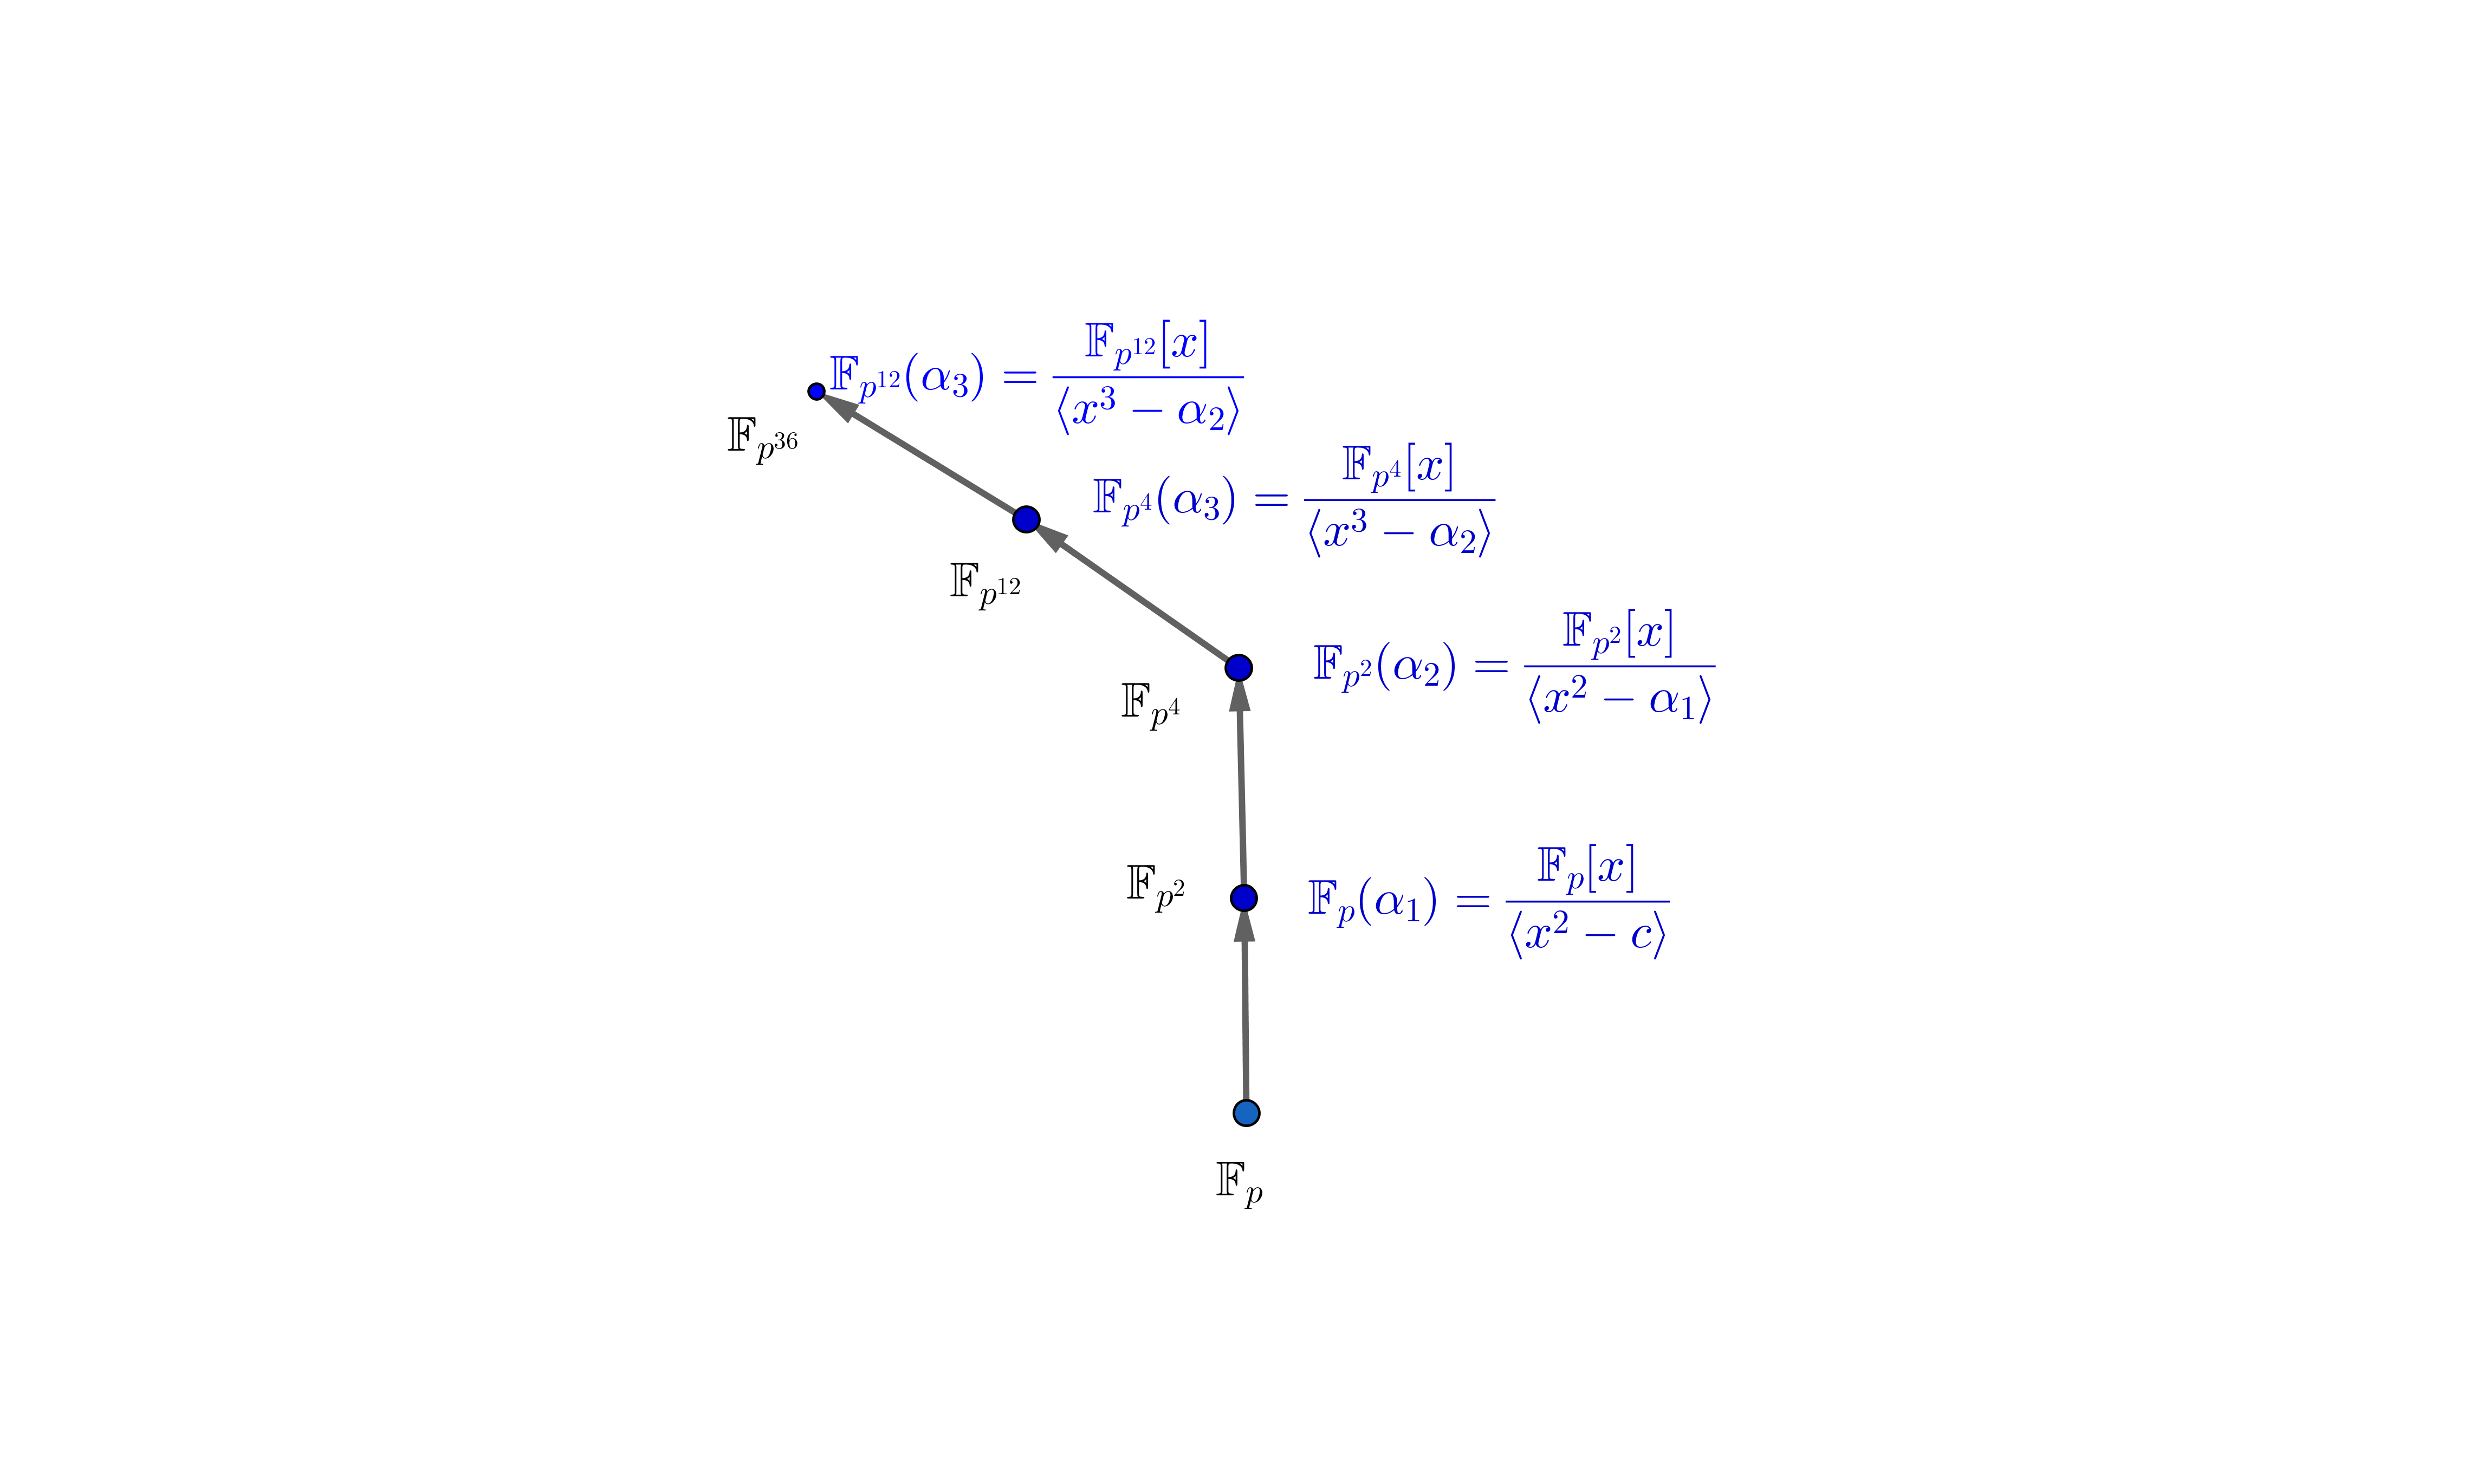 $\mathbb{F}_{p^{12}}(\alpha_3) = \frac{\mathbb{F}_{p^{12}}[x]}{\langle x^3 - \alpha_2 \rangle}$
$\mathbb{F}_{p^{36}}$
$\mathbb{F}_{p^4}(\alpha_3) = \frac{\mathbb{F}_{p^4}[x]}{\langle x^3 - \alpha_2 \rangle}$
$\mathbb{F}_{p^{12}}$
$\mathbb{F}_{p^2}(\alpha_2) = \frac{\mathbb{F}_{p^2}[x]}{\langle x^2 - \alpha_1 \rangle}$
$\mathbb{F}_{p^4}$
$\mathbb{F}_{p^2}$
$\mathbb{F}_p(\alpha_1) = \frac{\mathbb{F}_p[x]}{\langle x^2 - c \rangle}$
$\mathbb{F}_p$